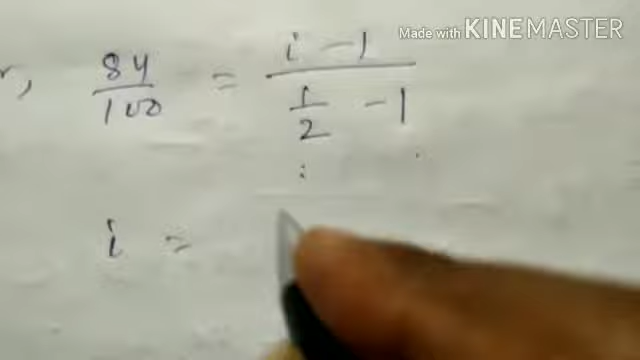 Made with KINEMASTER
r, 84/100 = (i - 1)/(1/2 - 1)
:
i =